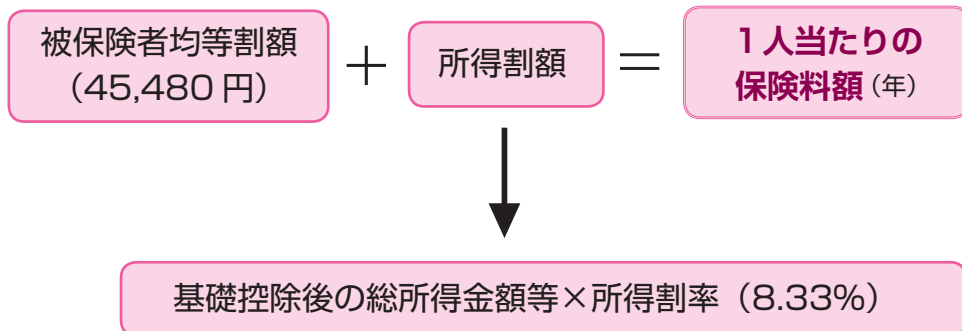 被保険者均等割額
（45,480 円）
＋
所得割額
＝
１人当たりの
保険料額（年）
基礎控除後の総所得金額等×所得割率（8.33%）